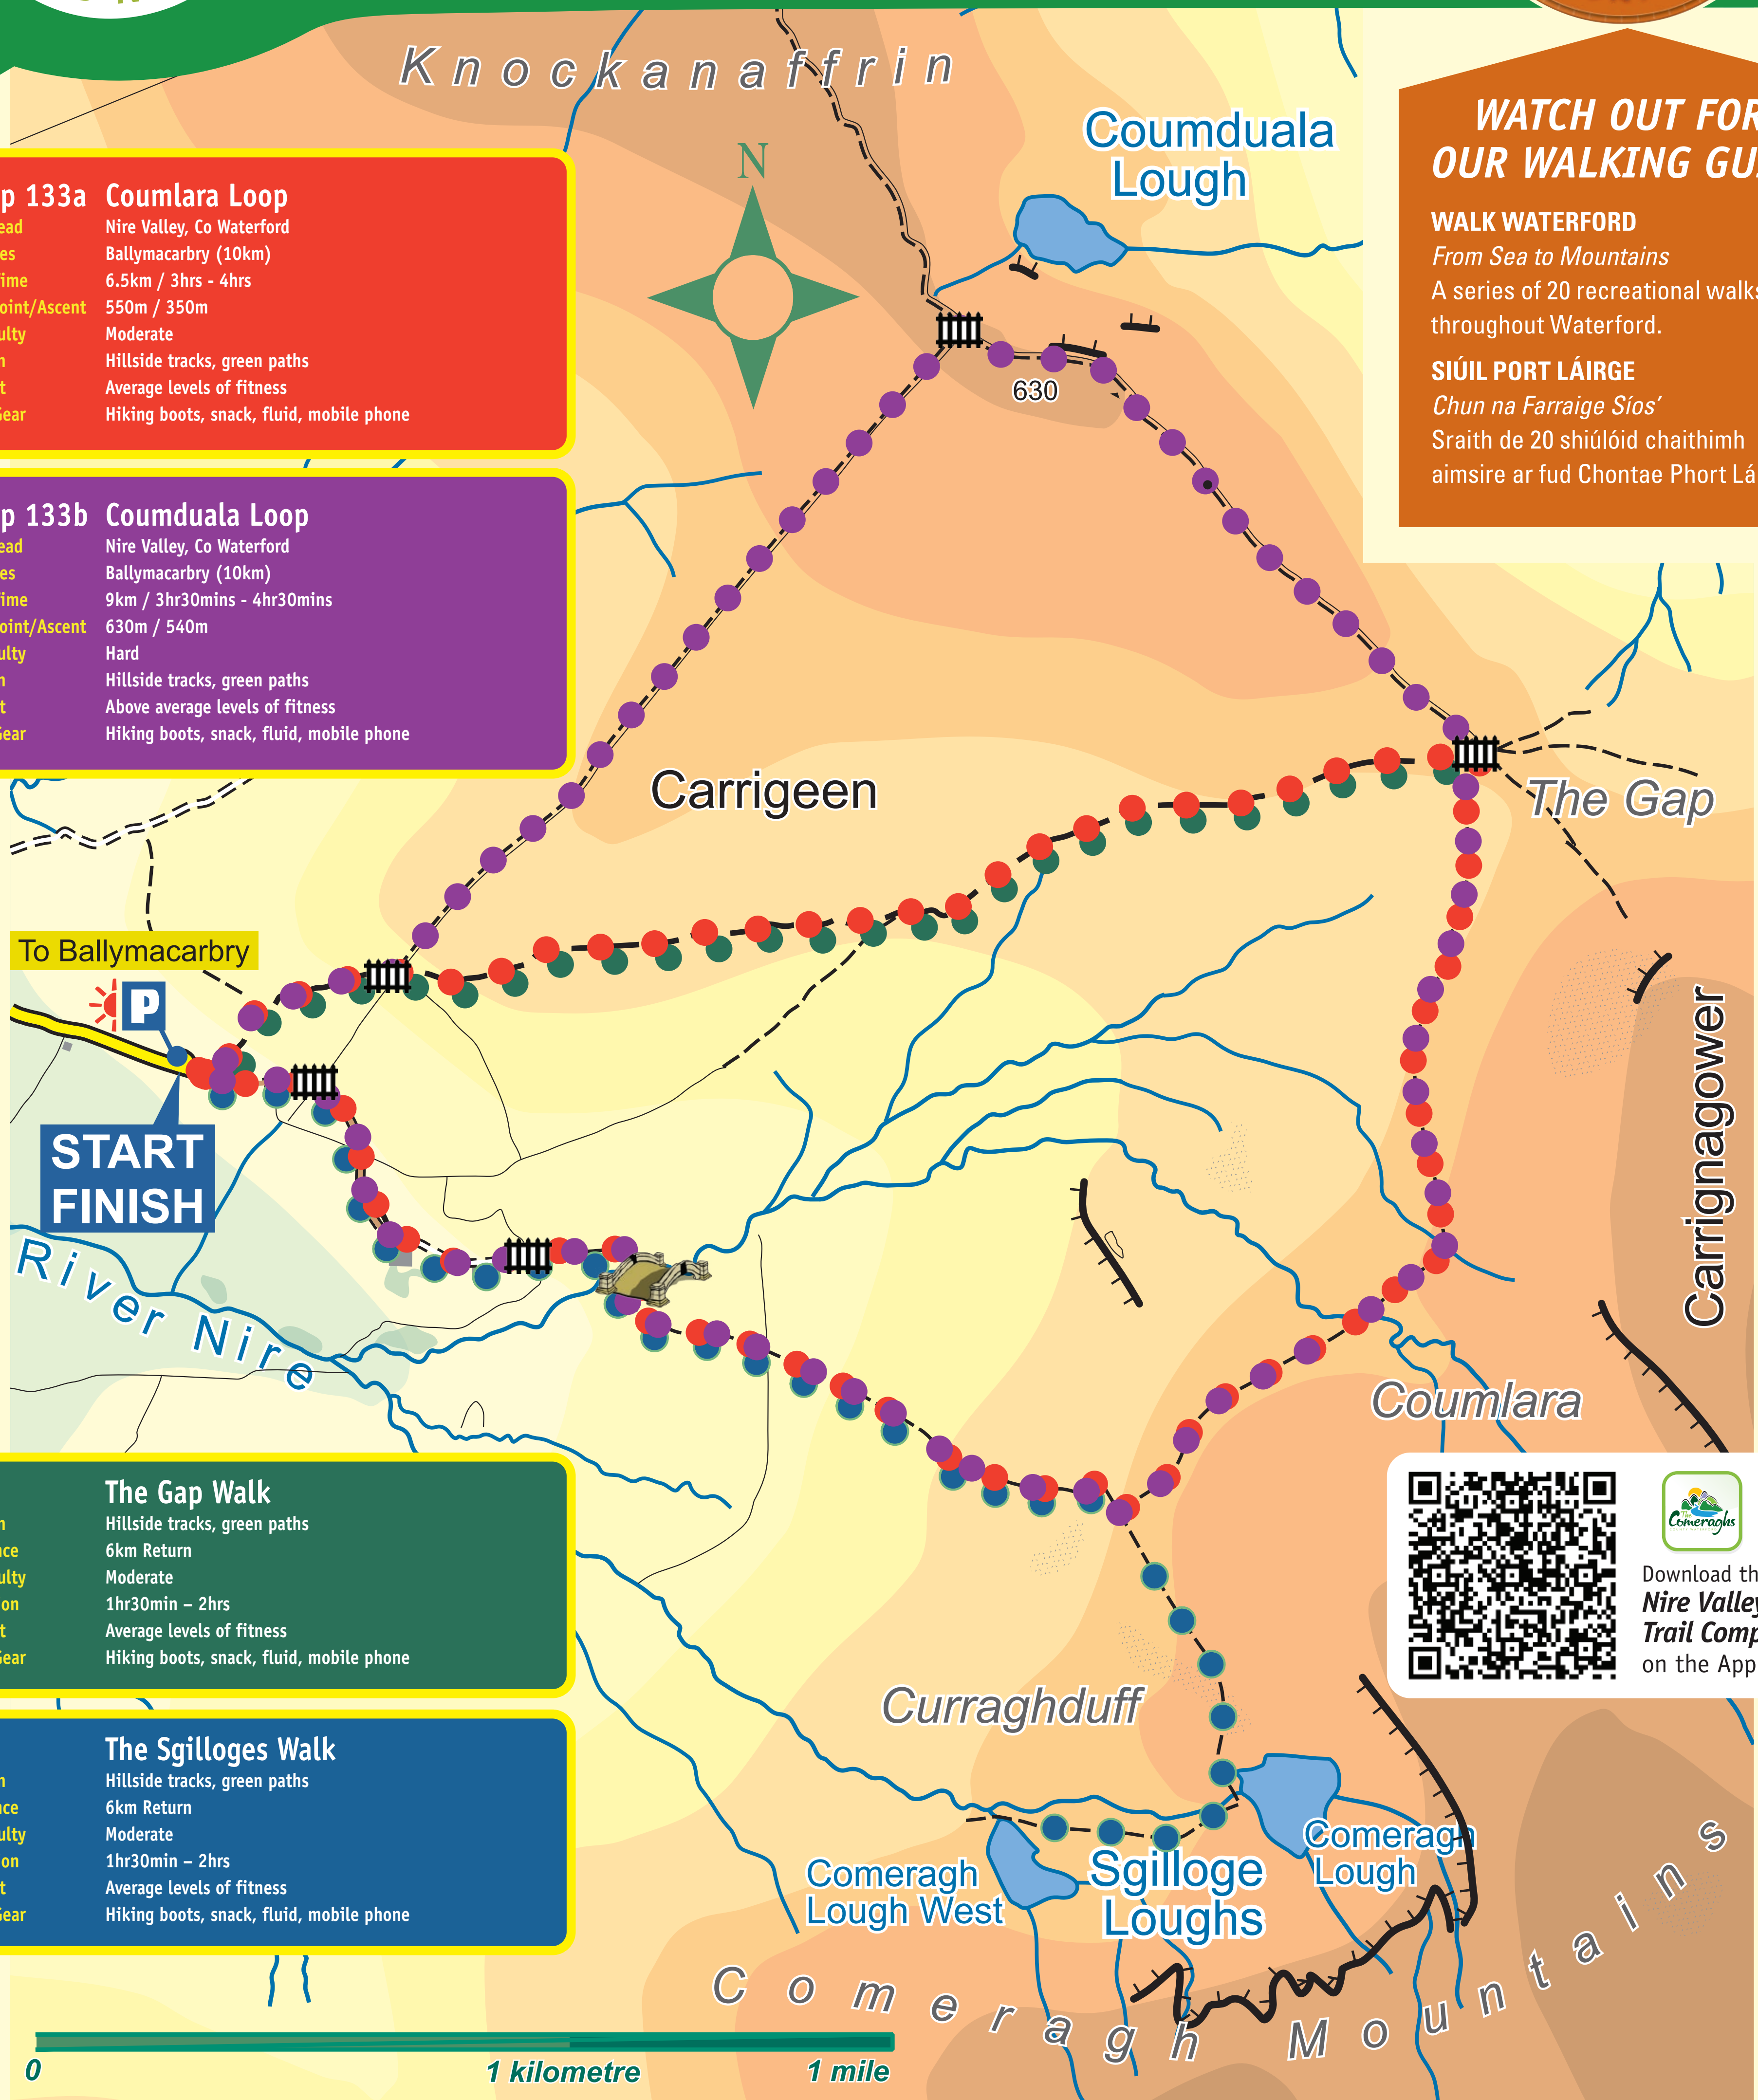 Knockanaffrin
Coumduala
Lough
N
630
WATCH OUT FOR
OUR WALKING
WALK WATERFORD
From Sea to Mountains
A series of 20 recreational
throughout Waterford.
SIÚIL PORT LÁIRGE
Chun na Farraige Síos'
Sraith de 20 shiúlóid chaithimh
aimsire ar fud Chontae Phort
133a Coumlara Loop
Nire Valley, Co Waterford
Ballymacarbry (10km)
6.5km / 3hrs - 4hrs
oint/Ascent 550m / 350m
Moderate
Hillside tracks, green paths
Average levels of fitness
Hiking boots, snack, fluid, mobile phone
133b Coumduala Loop
Nire Valley, Co Waterford
Ballymacarbry (10km)
9km / 3hr30mins - 4hr30mins
oint/Ascent 630m / 540m
Hard
Hillside tracks, green paths
Above average levels of fitness
Hiking boots, snack, fluid, mobile phone
Carrigeen
The Gap
To Ballymacarbry
P
START
FINISH
River Nire
Carrignagower
Coumlara
The Gap Walk
Hillside tracks, green paths
6km Return
Moderate
1hr30min – 2hrs
Average levels of fitness
Hiking boots, snack, fluid, mobile phone
The
Comeraghs
Download
Nire Valley
Trail
on the App
Curraghduff
The Sgilloges Walk
Hillside tracks, green paths
6km Return
Moderate
1hr30min – 2hrs
Average levels of fitness
Hiking boots, snack, fluid, mobile phone
Comeragh
Lough West
Sgilloge
Loughs
Comeragh
Lough
Comeragh Mountains
0 1 kilometre 1 mile